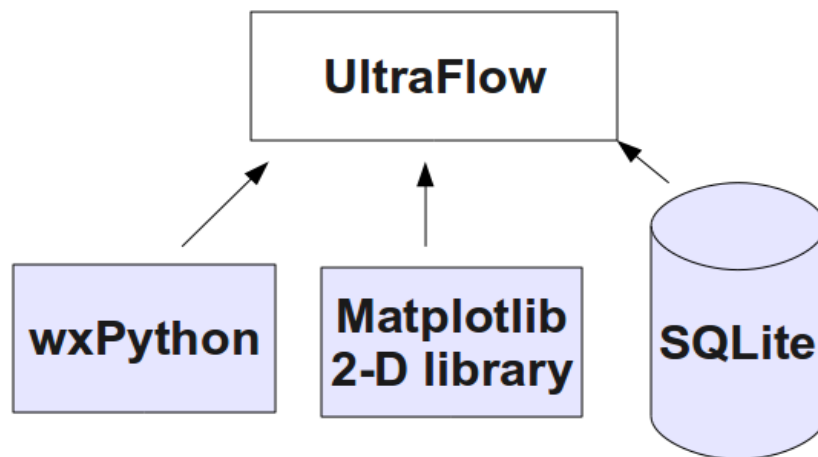 UltraFlow
wxPython
Matplotlib
2-D library
SQLite